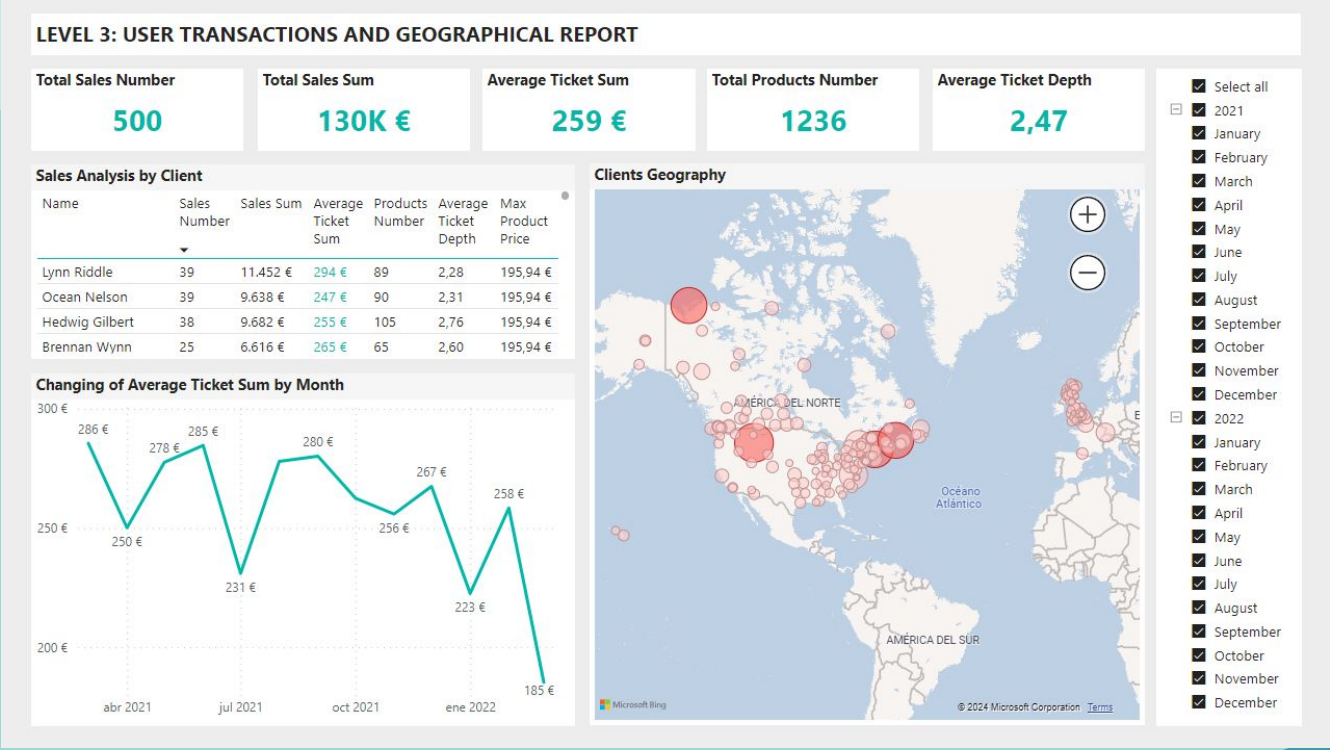 LEVEL 3: USER TRANSACTIONS AND GEOGRAPHICAL REPORT
Total Sales Number
500
Total Sales Sum
130K €
Average Ticket Sum
259 €
Total Products Number
1236
Average Ticket Depth
2,47
Sales Analysis by Client
Name
Sales Number
Sales Sum
Average Ticket Sum
Products Number
Average Ticket Depth
Max Product Price
Lynn Riddle 39 11.452 € 294 € 89 2,28 195,94 €
Ocean Nelson 39 9.638 € 247 € 90 2,31 195,94 €
Hedwig Gilbert 38 9.682 € 255 € 105 2,76 195,94 €
Brennan Wynn 25 6.616 € 265 € 65 2,60 195,94 €
Changing of Average Ticket Sum by Month
300 €
250 €
200 €
286 €
250 €
278 €
285 €
231 €
280 €
256 €
267 €
223 €
258 €
185 €
abr 2021
jul 2021
oct 2021
ene 2022
Clients Geography
AMÉRICA DEL NORTE
E
Océano
Atlántico
AMÉRICA DEL SUR
Microsoft Bing
© 2024 Microsoft Corporation Terms
Select all
2021
January
February
March
April
May
June
July
August
September
October
November
December
2022
January
February
March
April
May
June
July
August
September
October
November
December